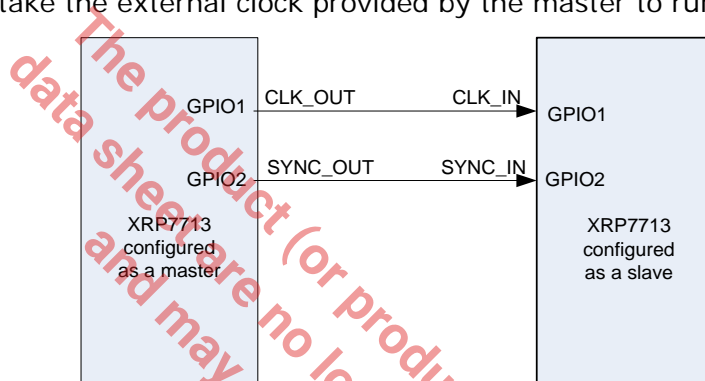 take the external clock provided by the master to ru
GPIO1 CLK_OUT CLK_IN GPIO1
GPIO2 SYNC_OUT SYNC_IN GPIO2
XRP7713
configured
as a master
XRP7713
configured
as a slave
The product (or produ
data sheet are no lo
and may